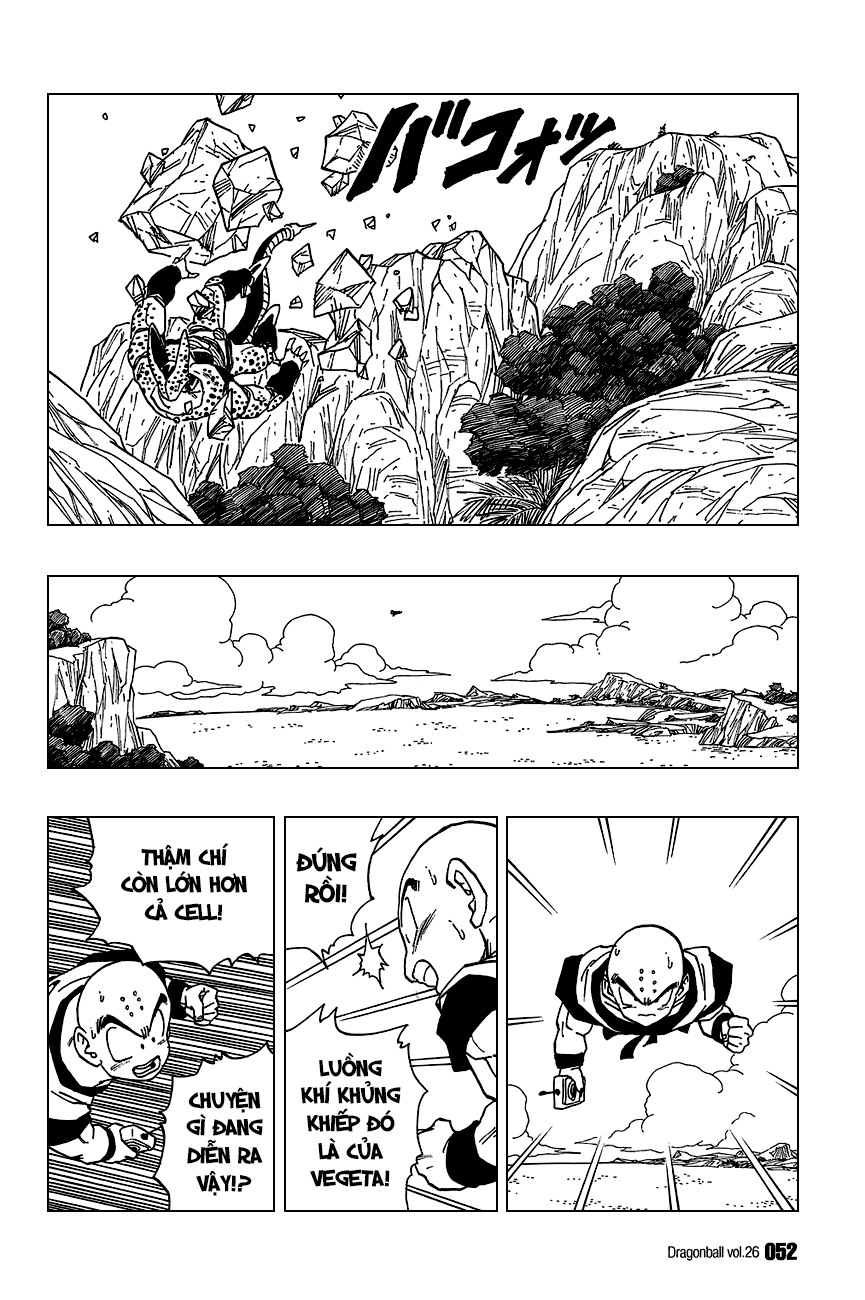 バコオッ
ĐÚNG
RỒI!
LUỒNG
KHÍ KHỦNG
KHIẾP ĐÓ
LÀ CỦA
VEGETA!
THẬM CHÍ
CÒN LỚN HƠN
CẢ CELL!
CHUYỆN
GÌ ĐANG
DIỄN RA
VẬY!?
Dragonball vol.26 052